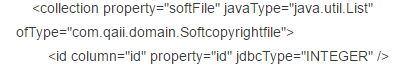 <collection property="softFile" javaType="java.util.List"
ofType="com.qaii.domain.Softcopyrightfile">
<id column="id" property="id" jdbcType="INTEGER" />